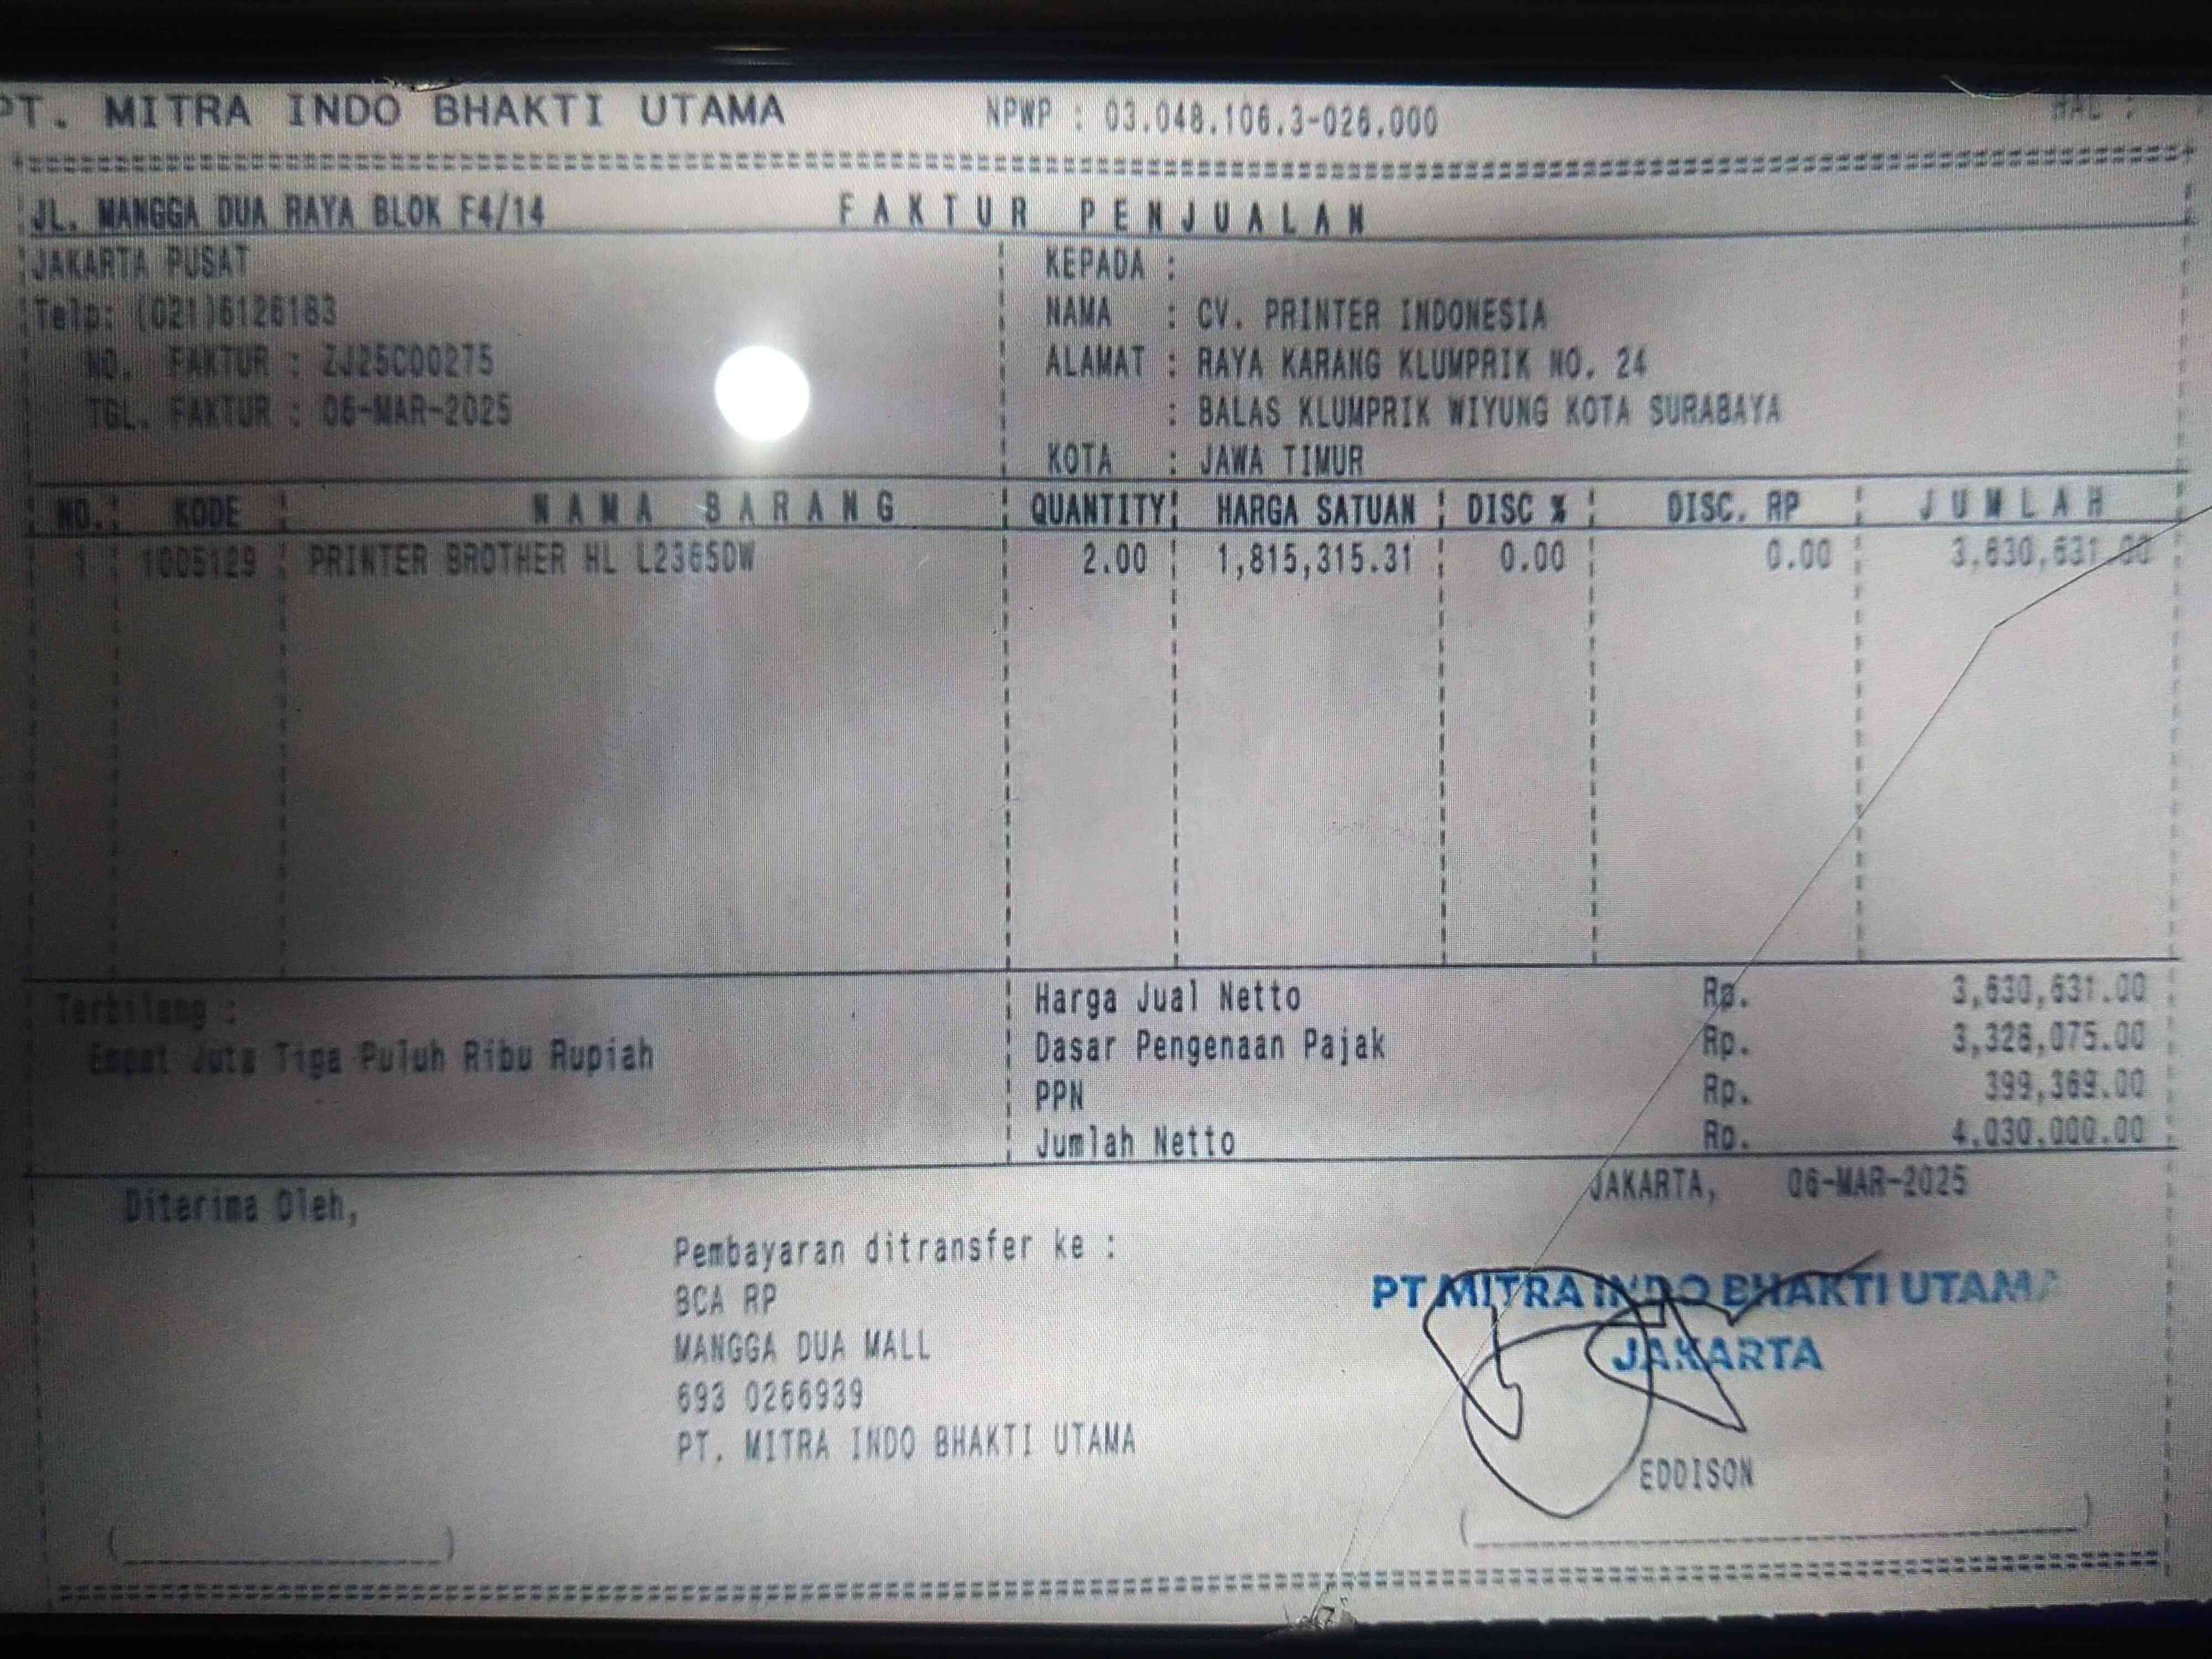 PT. MITRA INDO BHAKTI UTAMA NPWP : 03.048.106.3-026.000 HAL :
JL. MANGGA DUA RAYA BLOK F4/14 FAKTUR PENJUALAN
JAKARTA PUSAT KEPADA :
Telp: (021)6126183 NAMA : CV. PRINTER INDONESIA
NO. FAKTUR : ZJ25C00275 ALAMAT : RAYA KARANG KLUMPRIK NO. 24
TGL. FAKTUR : 06-MAR-2025 : BALAS KLUMPRIK WIYUNG KOTA SURABAYA
KOTA : JAWA TIMUR
NO. KODE NAMA BARANG QUANTITY HARGA SATUAN DISC % DISC. RP JUMLAH
1 1005129 PRINTER BROTHER HL L2365DW 2.00 1,815,315.31 0.00 0.00 3,630,631.00
Harga Jual Netto Rp. 3,630,631.00
Terbilang :
Dasar Pengenaan Pajak Rp. 3,328,075.00
Empat Juta Tiga Puluh Ribu Rupiah
PPN Rp. 399,369.00
Jumlah Netto Rp. 4,030,000.00
JAKARTA, 06-MAR-2025
Diterima Oleh,
Pembayaran ditransfer ke :
BCA RP
MANGGA DUA MALL
693 0266939
PT. MITRA INDO BHAKTI UTAMA
PT MITRA INDO BHAKTI UTAMA
JAKARTA
EDDISON